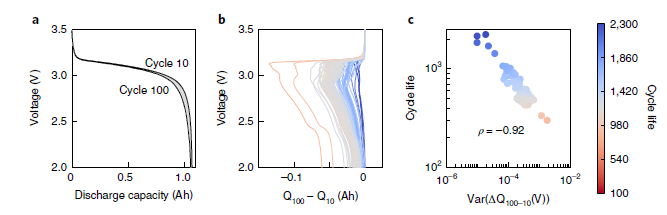 a
3.5
3.0
2.5
2.0
Voltage (V)
Cycle 10
Cycle 100
0
0.5
1.0
Discharge capacity (Ah)
b
3.5
3.0
2.5
2.0
Voltage (V)
−0.1
0
Q100 – Q10 (Ah)
c
10³
10²
Cycle life
ρ = −0.92
10⁻⁶
10⁻⁴
10⁻²
Var(ΔQ100–10(V))
2,300
1,860
1,420
980
540
100
Cycle life